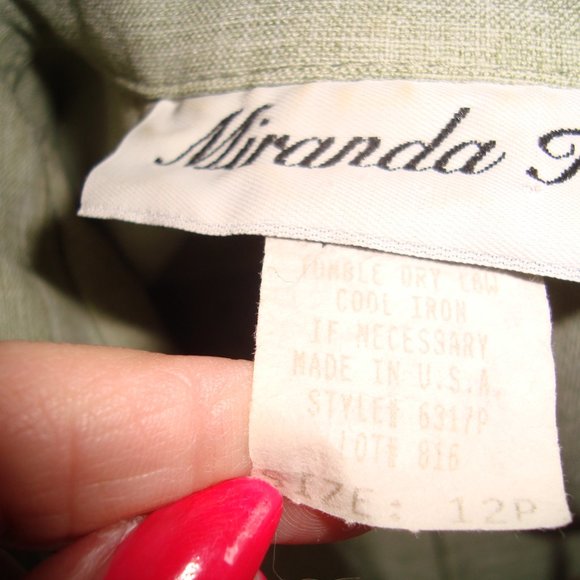 Miranda
TUMBLE DRY LOW
COOL IRON
IF NECESSARY
MADE IN U.S.A.
STYLE# 6317P
LOT# 816
SIZE: 12P